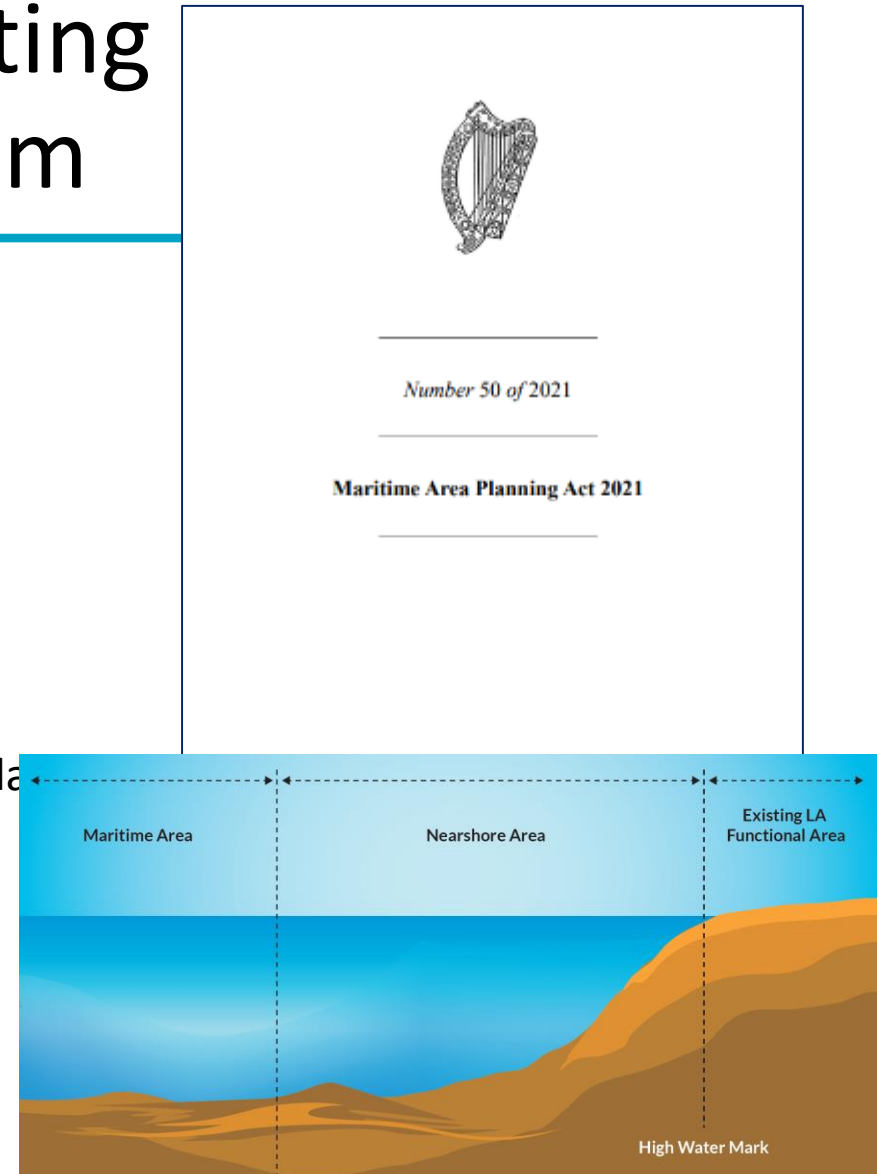 ting
m
Number 50 of 2021
Maritime Area Planning Act 2021
la
Maritime Area
Nearshore Area
Existing LA
Functional Area
High Water Mark